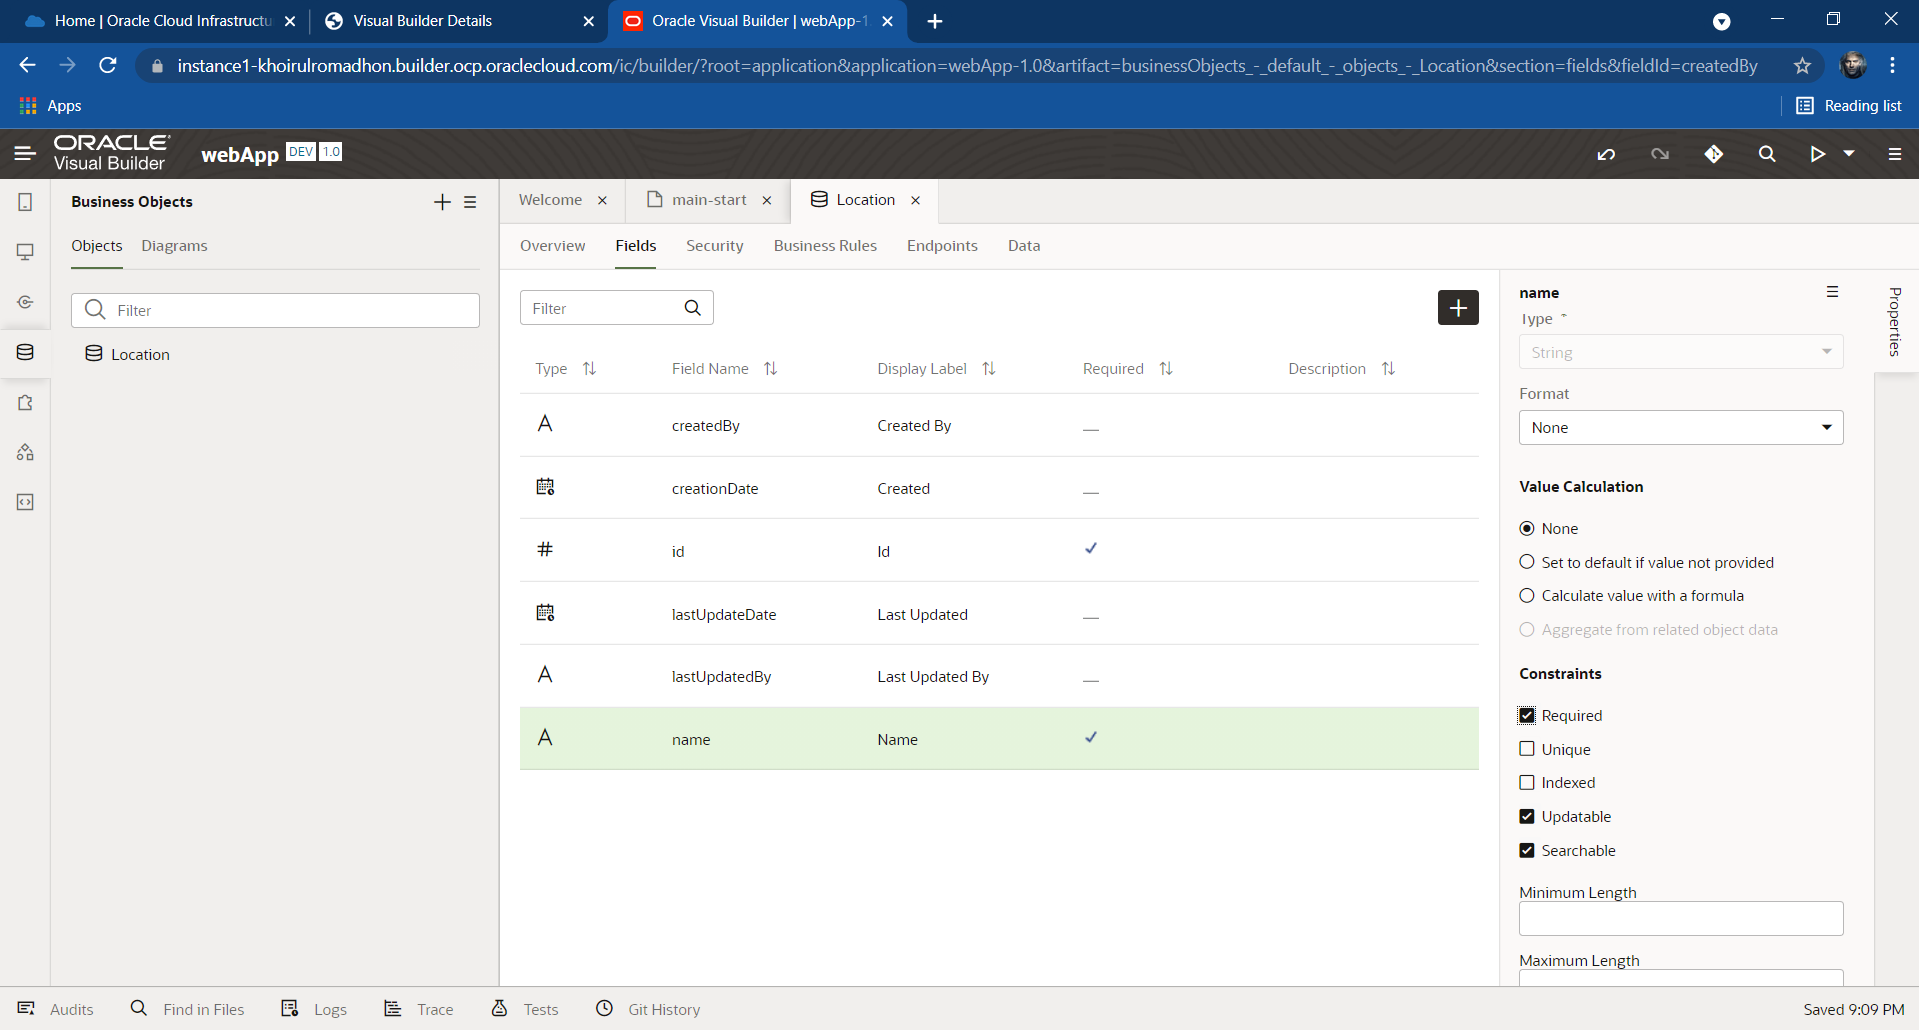 Home | Oracle Cloud Infrastructu
Visual Builder Details
Oracle Visual Builder | webApp-1.
instance1-khoirulromadhon.builder.ocp.oraclecloud.com/ic/builder/?root=application&application=webApp-1.0&artifact=businessObjects_-_default_-_objects_-_Location&section=fields&fieldId=createdBy
Apps
Reading list
ORACLE
Visual Builder
webApp DEV 1.0
Business Objects
Objects Diagrams
Filter
Location
Welcome main-start Location
Overview Fields Security Business Rules Endpoints Data
Filter
Type Field Name Display Label Required Description
createdBy Created By
creationDate Created
id Id
lastUpdateDate Last Updated
lastUpdatedBy Last Updated By
name Name
name
Type *
String
Format
None
Value Calculation
None
Set to default if value not provided
Calculate value with a formula
Aggregate from related object data
Constraints
Required
Unique
Indexed
Updatable
Searchable
Minimum Length
Maximum Length
Properties
Audits Find in Files Logs Trace Tests Git History
Saved 9:09 PM